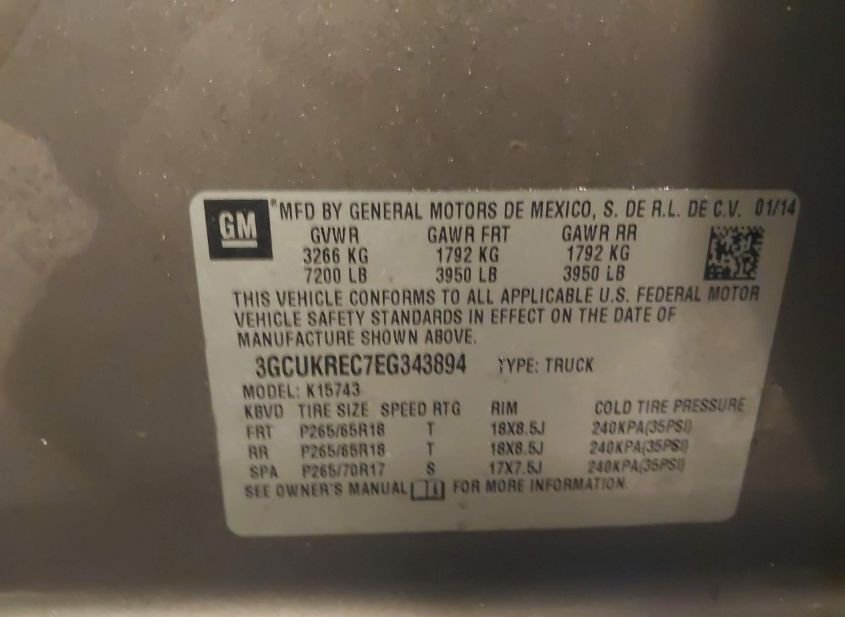 GM ® MFD BY GENERAL MOTORS DE MEXICO, S. DE R.L. DE C.V. 01/14
GVWR GAWR FRT GAWR RR
3266 KG 1792 KG 1792 KG
7200 LB 3950 LB 3950 LB
THIS VEHICLE CONFORMS TO ALL APPLICABLE U.S. FEDERAL MOTOR
VEHICLE SAFETY STANDARDS IN EFFECT ON THE DATE OF
MANUFACTURE SHOWN ABOVE.
3GCUKREC7EG343894 TYPE: TRUCK
MODEL: K15743
KBVD TIRE SIZE SPEED RTG RIM COLD TIRE PRESSURE
FRT P265/65R18 T 18X8.5J 240KPA(35PSI)
RR P265/65R18 T 18X8.5J 240KPA(35PSI)
SPA P265/70R17 S 17X7.5J 240KPA(35PSI)
SEE OWNER'S MANUAL FOR MORE INFORMATION.